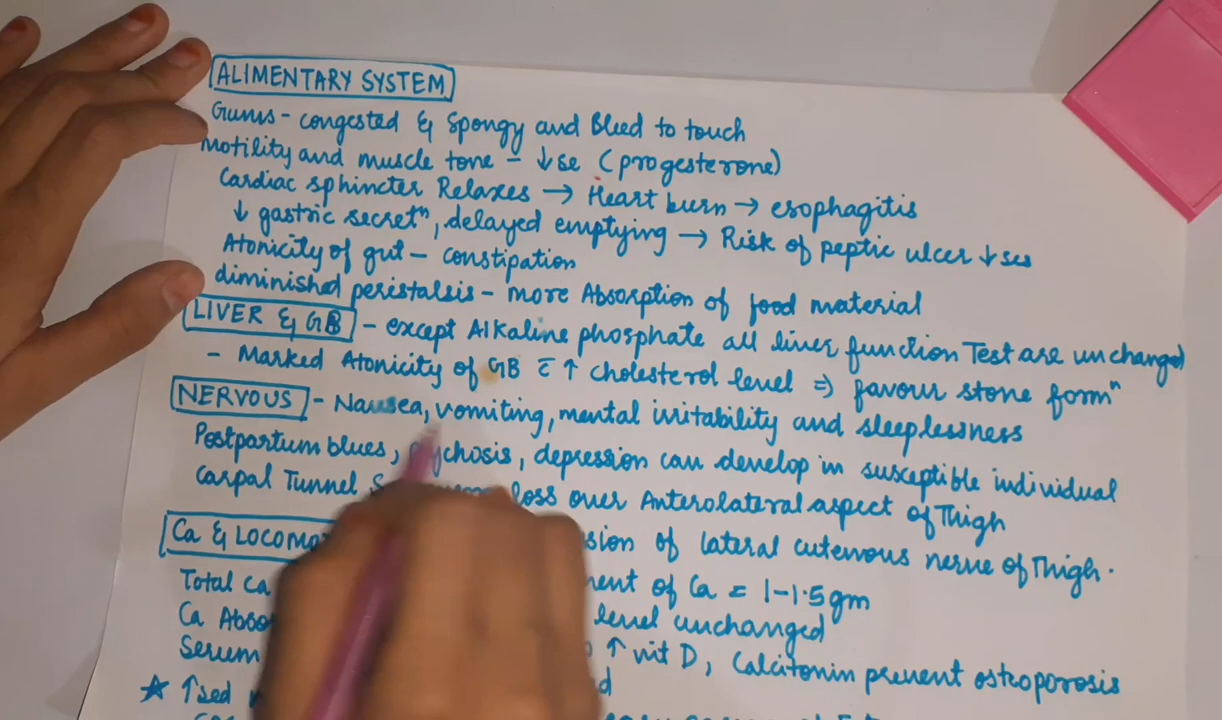 ALIMENTARY SYSTEM
Gums - congested & spongy and Bleed to touch
Motility and muscle tone - ↓se (progesterone)
Cardiac sphincter Relaxes → Heart burn → esophagitis
↓ gastric secretⁿ, delayed emptying → Risk of peptic ulcer ↓ses
Atonicity of gut - constipation
diminished peristalsis - more Absorption of food material
LIVER & GB - except Alkaline phosphate all liver function Test are unchanged
- Marked Atonicity of GB c̄ ↑ cholesterol level ⇒ favour stone formⁿ
NERVOUS - Nausea, vomiting, mental irritability and sleeplessness
Postpartum blues, psychosis, depression can develop in susceptible individual
Carpal Tunnel loss over Anterolateral aspect of Thigh
Ca & LOCOMO sion of lateral cutenous nerve of Thigh.
Total Ca ment of Ca = 1-1.5gm
Ca Abso level unchanged
Serum ↑ vit D, Calcitonin prevent osteoporosis
★ ↑sed